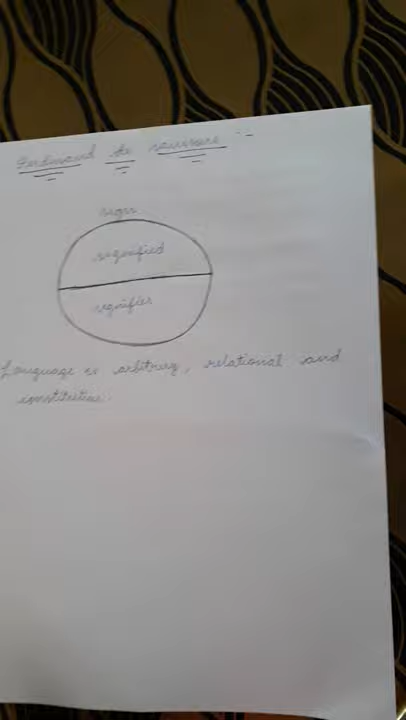 Ferdinand de saussure :-
sign
signified
signifier
Language is arbitrary, relational and
constitutive.